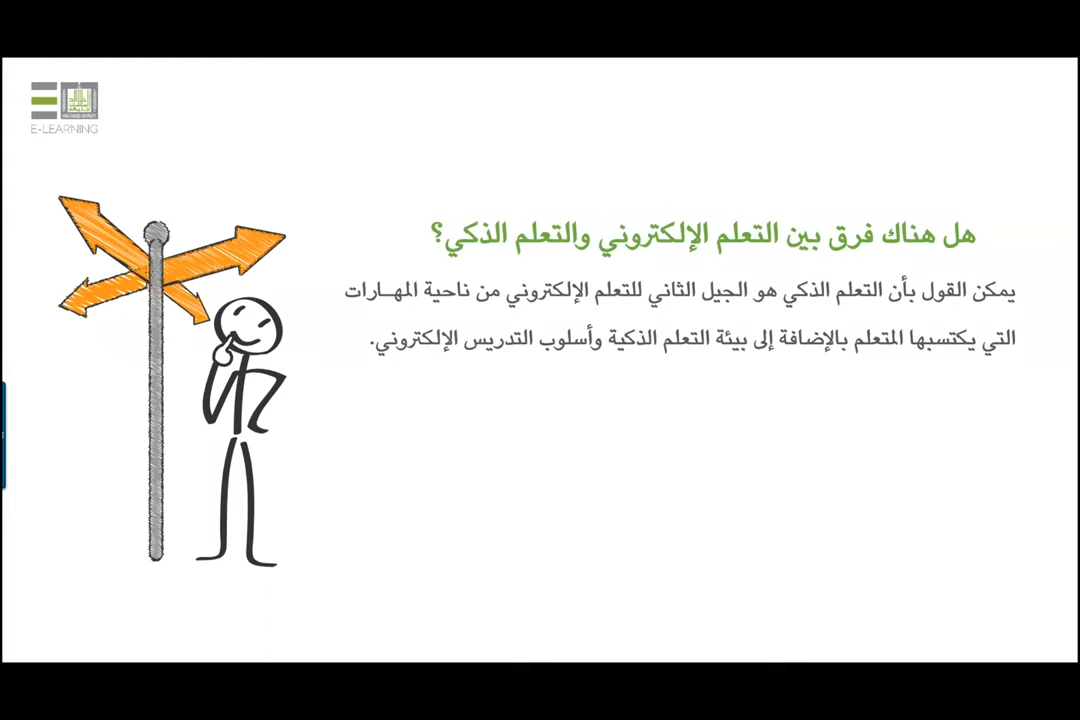 E-LEARNING
هل هناك فرق بين التعلم الإلكتروني والتعلم الذكي؟
يمكن القول بأن التعلم الذكي هو الجيل الثاني للتعلم الإلكتروني من ناحية المهــارات
التي يكتسبها المتعلم بالإضافة إلى بيئة التعلم الذكية وأسلوب التدريس الإلكتروني.